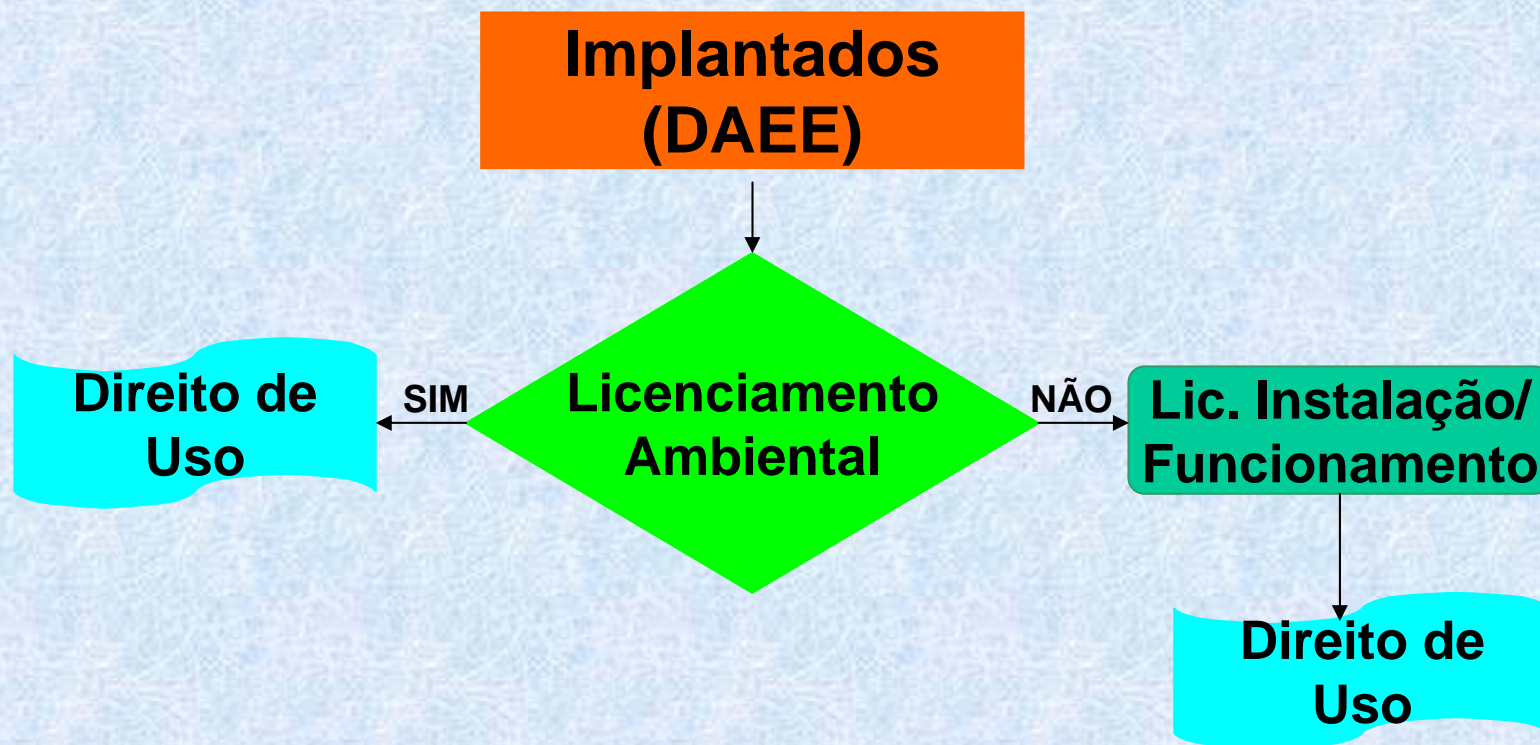 Implantados
(DAEE)
Direito de
Uso
SIM
Licenciamento
Ambiental
NÃO
Lic. Instalação/
Funcionamento
Direito de
Uso